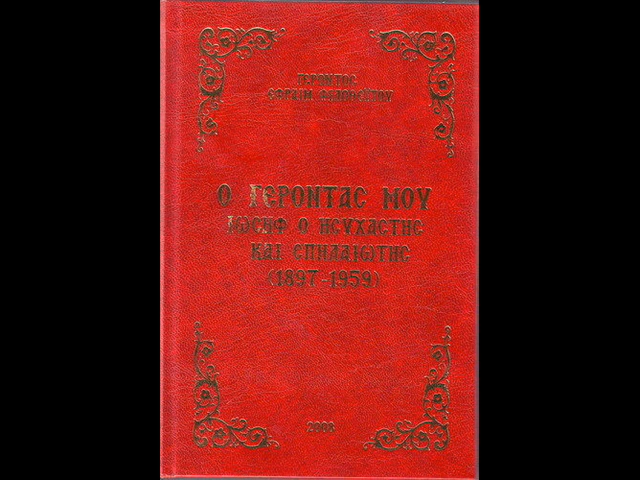 ΓΕΡΟΝΤΟΣ
ΕΦΡΑΙΜ ΦΙΛΟΘΕΪΤΟΥ
Ο ΓΕΡΟΝΤΑΣ ΜΟΥ
ΙΩΣΗΦ Ο ΗΣΥΧΑΣΤΗΣ
ΚΑΙ ΣΠΗΛΑΙΩΤΗΣ
(1897-1959)
2008